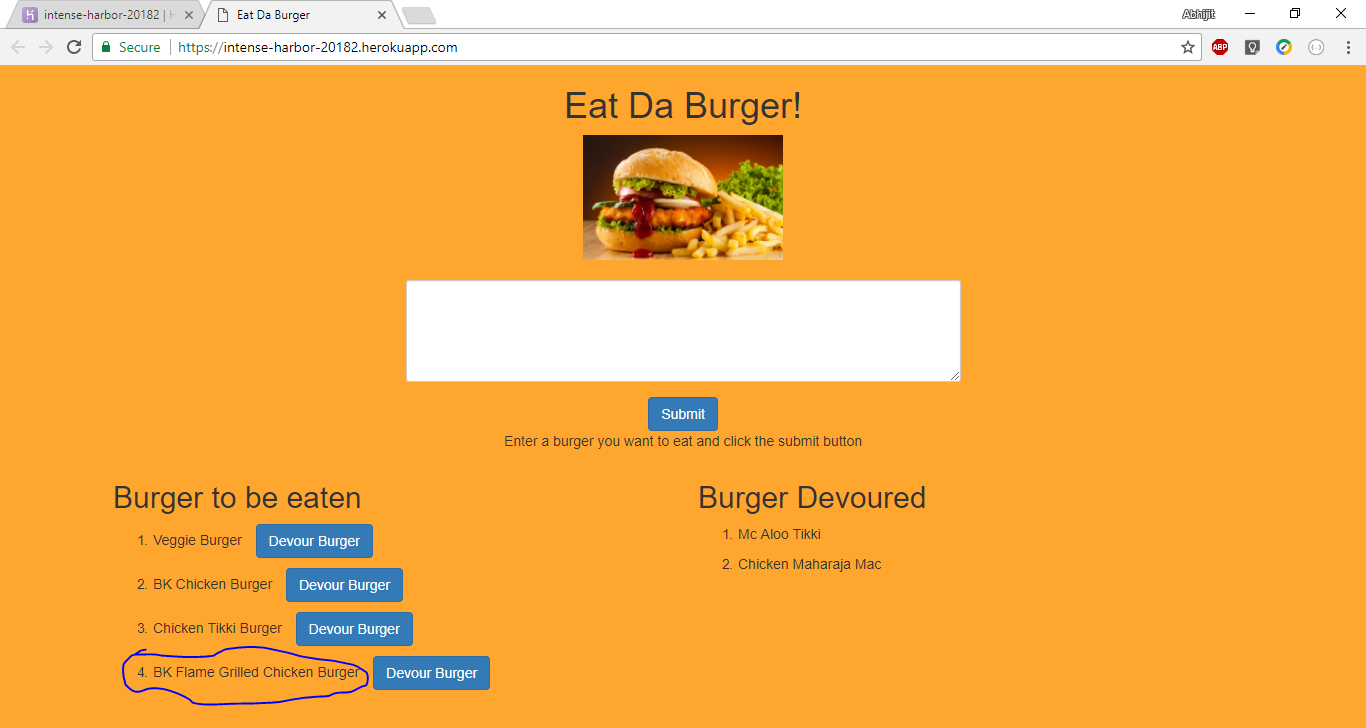 intense-harbor-20182 | H
Eat Da Burger
Abhijit
Secure
https://intense-harbor-20182.herokuapp.com
ABP
Eat Da Burger!
Submit
Enter a burger you want to eat and click the submit button
Burger to be eaten
1. Veggie Burger Devour Burger
2. BK Chicken Burger Devour Burger
3. Chicken Tikki Burger Devour Burger
4. BK Flame Grilled Chicken Burger Devour Burger
Burger Devoured
1. Mc Aloo Tikki
2. Chicken Maharaja Mac